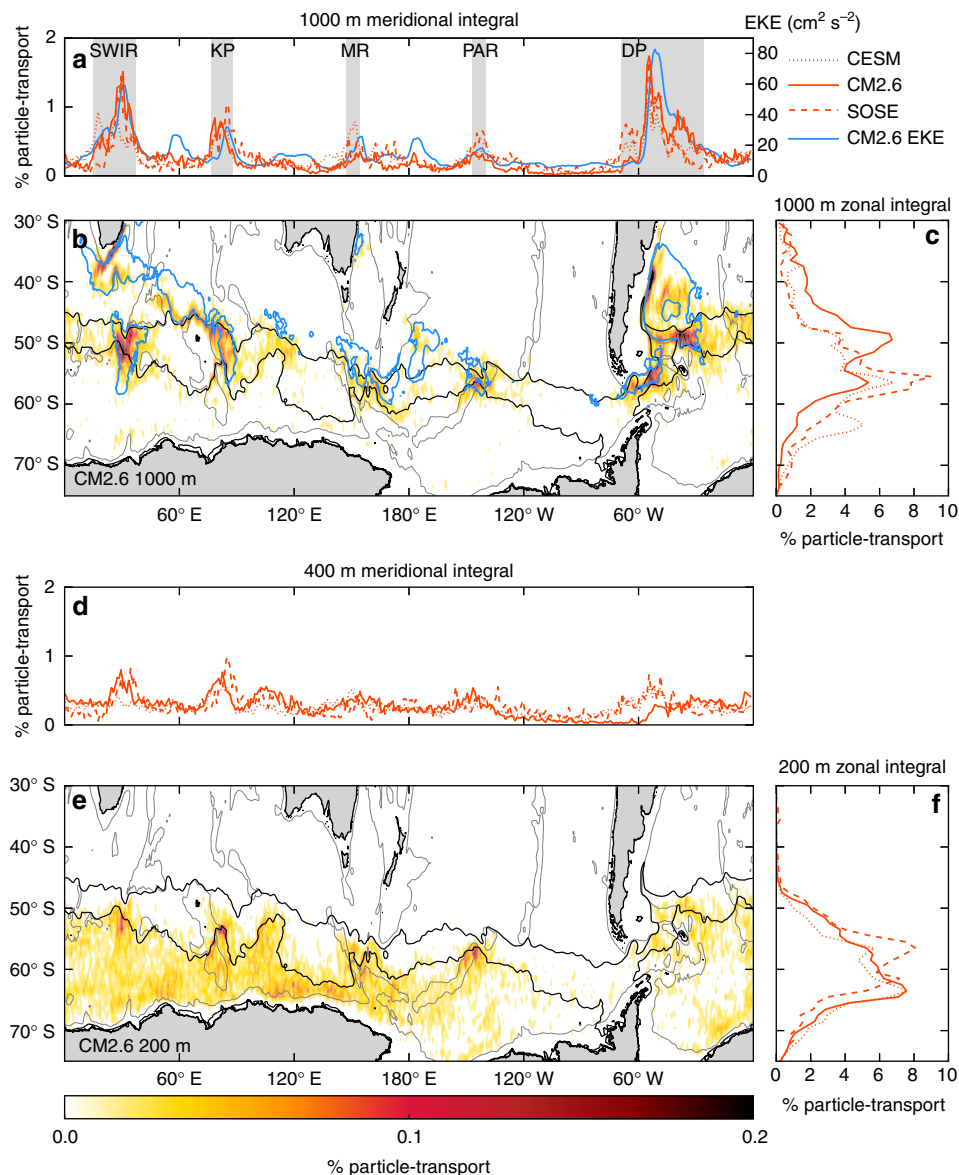 1000 m meridional integral
EKE (cm² s⁻²)
2
1
0
% particle-transport
a
SWIR
KP
MR
PAR
DP
80
60
40
20
0
CESM
CM2.6
SOSE
CM2.6 EKE
30° S
40° S
50° S
60° S
70° S
b
CM2.6 1000 m
60° E
120° E
180° E
120° W
60° W
1000 m zonal integral
c
0 2 4 6 8 10
% particle-transport
400 m meridional integral
2
1
0
% particle-transport
d
30° S
40° S
50° S
60° S
70° S
e
CM2.6 200 m
60° E
120° E
180° E
120° W
60° W
200 m zonal integral
f
0 2 4 6 8 10
% particle-transport
0.0
0.1
0.2
% particle-transport